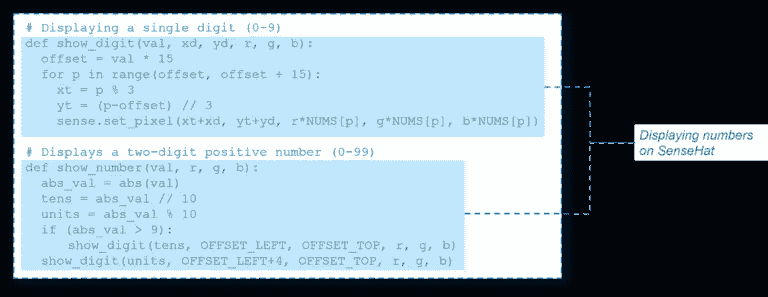 # Displaying a single digit (0-9)
def show_digit(val, xd, yd, r, g, b):
  offset = val * 15
  for p in range(offset, offset + 15):
    xt = p % 3
    yt = (p-offset) // 3
    sense.set_pixel(xt+xd, yt+yd, r*NUMS[p], g*NUMS[p], b*NUMS[p])
# Displays a two-digit positive number (0-99)
def show_number(val, r, g, b):
  abs_val = abs(val)
  tens = abs_val // 10
  units = abs_val % 10
  if (abs_val > 9):
     show_digit(tens, OFFSET_LEFT, OFFSET_TOP, r, g, b)
  show_digit(units, OFFSET_LEFT+4, OFFSET_TOP, r, g, b)
Displaying numbers
on SenseHat